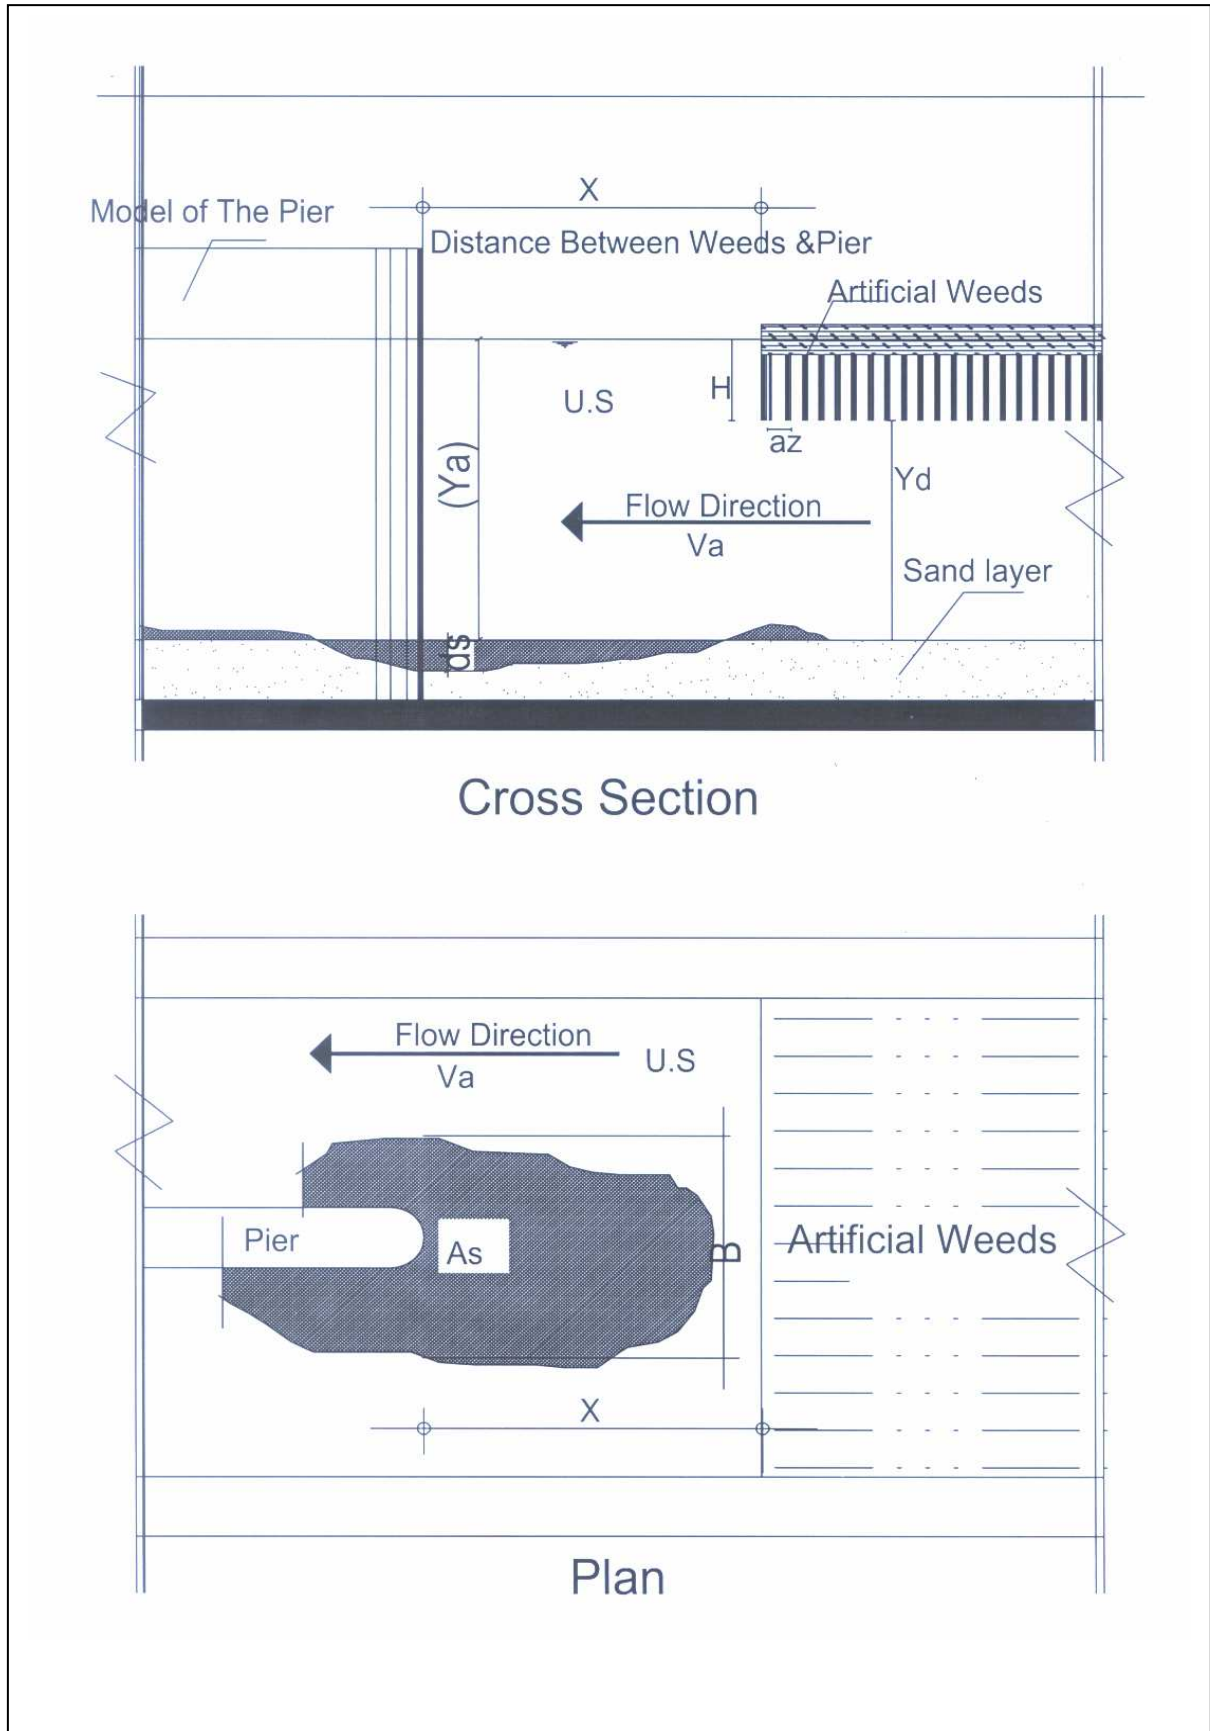 X
Model of The Pier
Distance Between Weeds &Pier
Artificial Weeds
H
U.S
az
(Ya)
Yd
Flow Direction
Va
Sand layer
ds
Cross Section
Flow Direction
U.S
Va
Pier
As
B
Artificial Weeds
X
Plan